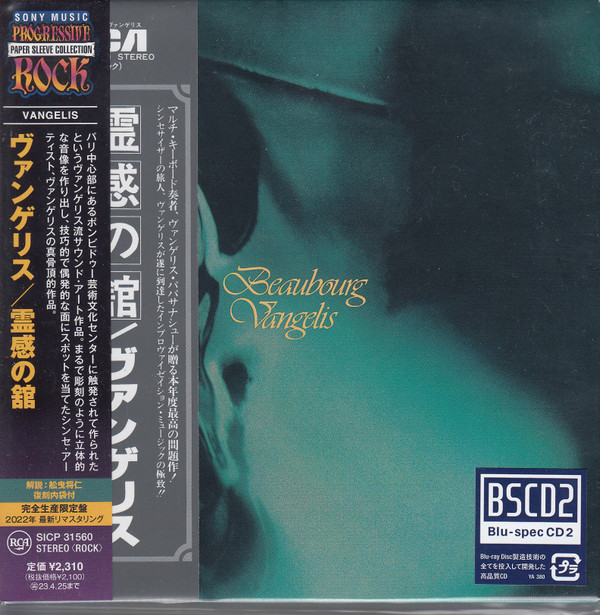 SONY MUSIC
PROGRESSIVE
PAPER SLEEVE COLLECTION
ROCK
VANGELIS
ヴァンゲリス/霊感の舘
パリ中心部にあるポンピドゥー芸術文化センターに触発されて作られた
というヴァンゲリス流サウンド・アート作品。まるで彫刻のように立体的
な音像を作り出し、技巧的で偶発的な面にスポットを当てたシンセ・アー
ティスト、ヴァンゲリスの真骨頂的作品。
解説:舩曳将仁
復刻内袋付
完全生産限定盤
2022年 最新リマスタリング
RCA
SICP 31560
STEREO〈ROCK〉
定価 ¥2,310
(税抜価格¥2,100)
23.4.25まで
STEREO
霊感の舘/ヴァンゲリス
マルチ・キーボード奏者、ヴァンゲリス・パパサナシューが贈る本年度最高の問題作!
シンセサイザーの旅人、ヴァンゲリスが遂に到達したインプロヴァイゼイション・ミュージックの極致!!
Beaubourg
Vangelis
BSCD2
Blu-spec CD2
Blu-ray Disc製造技術の
全てを投入して開発した
高品質CD
YA 380